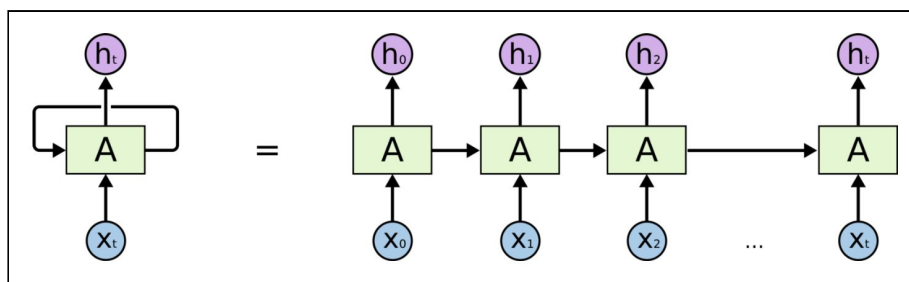 hₜ h₀ h₁ h₂ hₜ
A = A A A A
xₜ x₀ x₁ x₂ ... xₜ